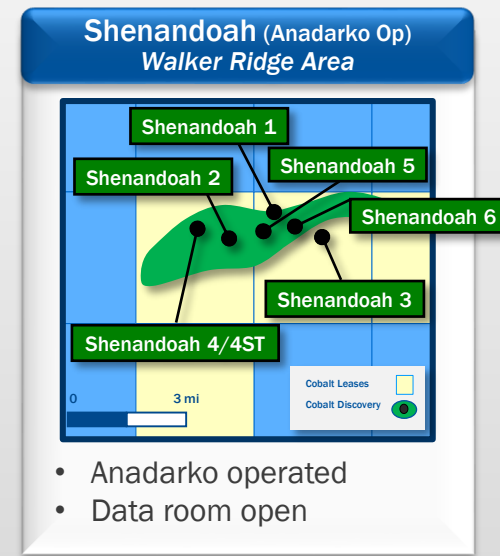 Shenandoah (Anadarko Op)
Walker Ridge Area
Shenandoah 1
Shenandoah 5
Shenandoah 2
Shenandoah 6
Shenandoah 3
Shenandoah 4/4ST
Cobalt Leases
Cobalt Discovery
0 3 mi
• Anadarko operated
• Data room open